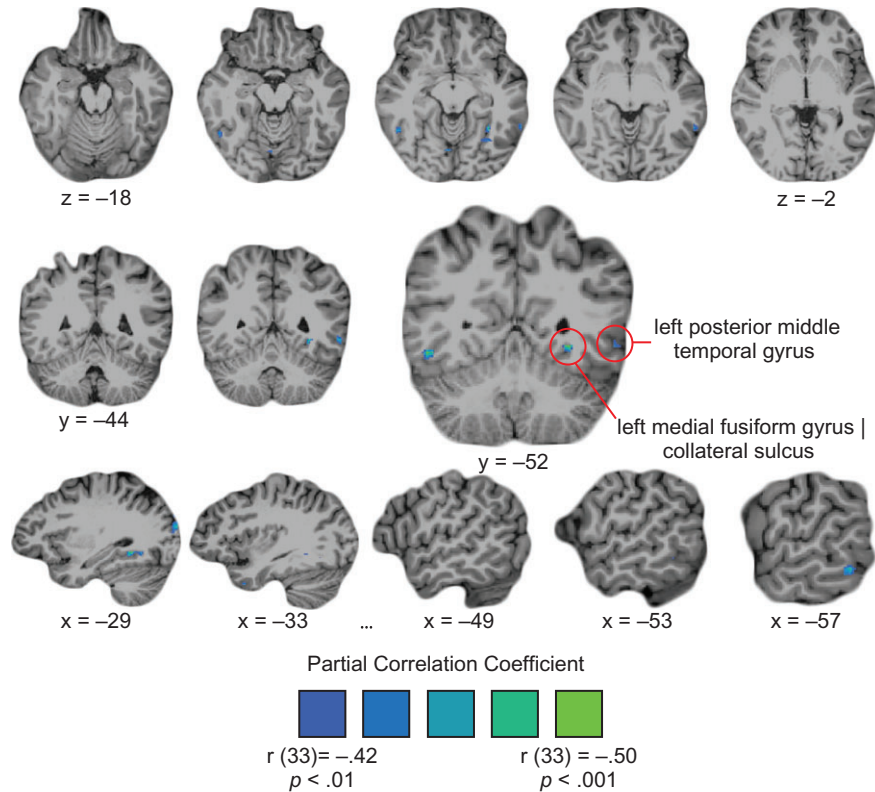 z = –18
z = –2
left posterior middle
temporal gyrus
left medial fusiform gyrus |
collateral sulcus
y = –44
y = –52
x = –29
x = –33
...
x = –49
x = –53
x = –57
Partial Correlation Coefficient
r (33)= –.42
p < .01
r (33) = –.50
p < .001